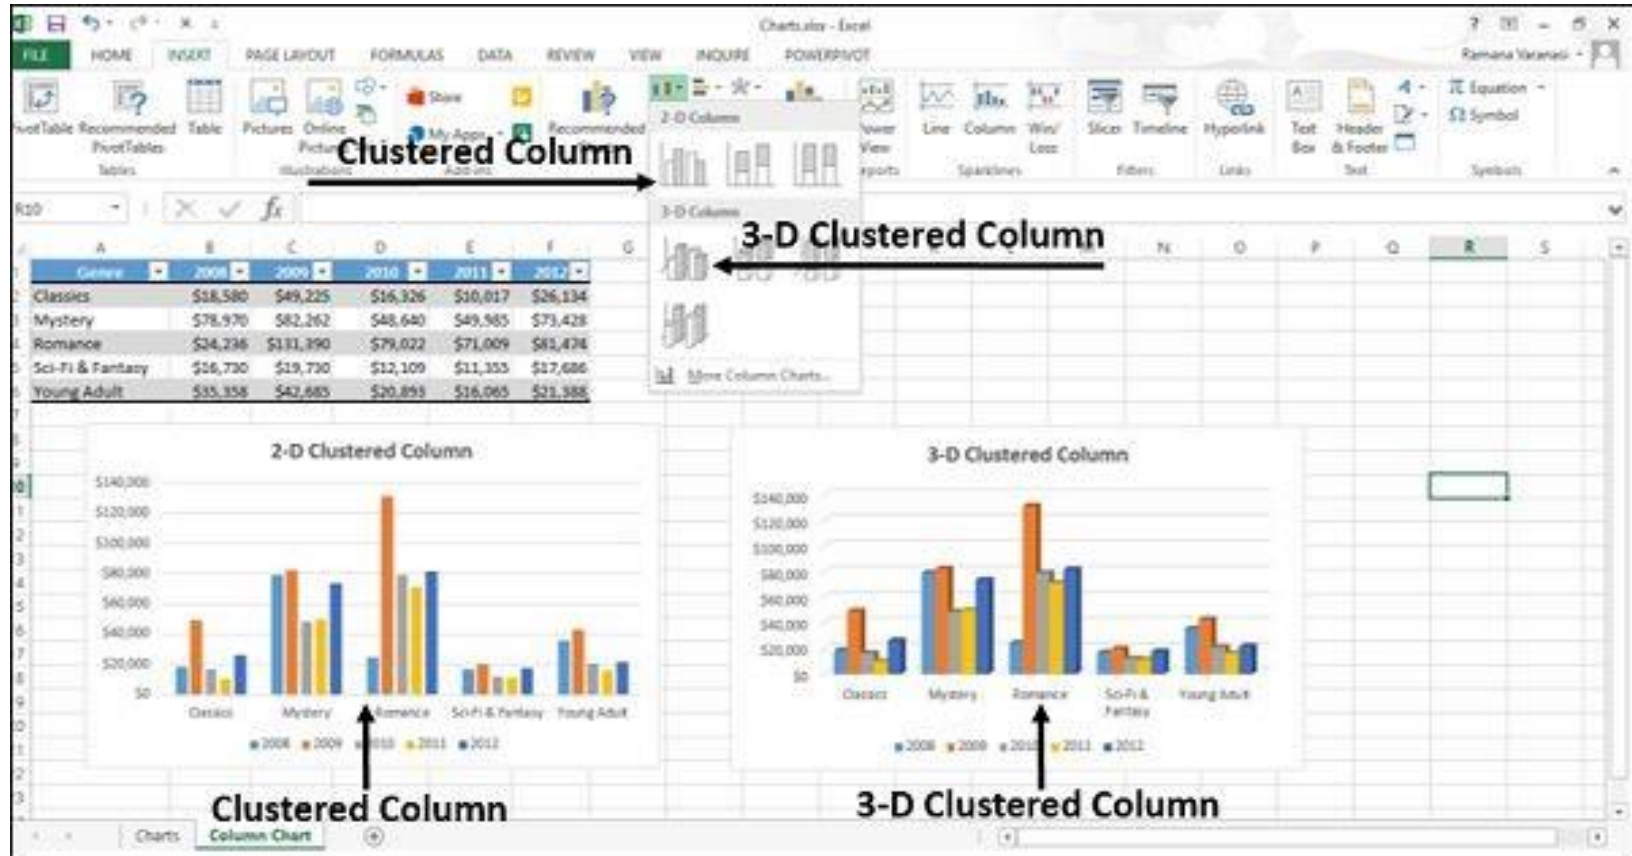 Charts.xlsx - Excel
FILE HOME INSERT PAGE LAYOUT FORMULAS DATA REVIEW VIEW INQUIRE POWERPIVOT
Ramana Varanasi
Store
Equation
PivotTable Recommended Table Pictures Online My Apps Recommended Power Line Column Win/ Slicer Timeline Hyperlink Text Header Symbol
PivotTables View Loss Box & Footer
Tables Illustrations Add-ins Reports Sparklines Filters Links Text Symbols
2-D Column
Clustered Column
R10
3-D Column
3-D Clustered Column
More Column Charts...
A B C D E F G N O P Q R S
Genre 2008 2009 2010 2011 2012
Classics $18,580 $49,225 $16,326 $10,017 $26,134
Mystery $78,970 $82,262 $48,640 $49,985 $73,428
Romance $24,236 $131,390 $79,022 $71,009 $81,474
Sci-Fi & Fantasy $16,730 $19,730 $12,109 $11,355 $17,686
Young Adult $35,358 $42,685 $20,893 $16,065 $21,388
2-D Clustered Column
$140,000
$120,000
$100,000
$80,000
$60,000
$40,000
$20,000
$0
Classics Mystery Romance Sci-Fi & Fantasy Young Adult
2008 2009 2010 2011 2012
Clustered Column
3-D Clustered Column
$140,000
$120,000
$100,000
$80,000
$60,000
$40,000
$20,000
$0
Classics Mystery Romance Sci-Fi & Young Adult
Fantasy
2008 2009 2010 2011 2012
3-D Clustered Column
Charts Column Chart